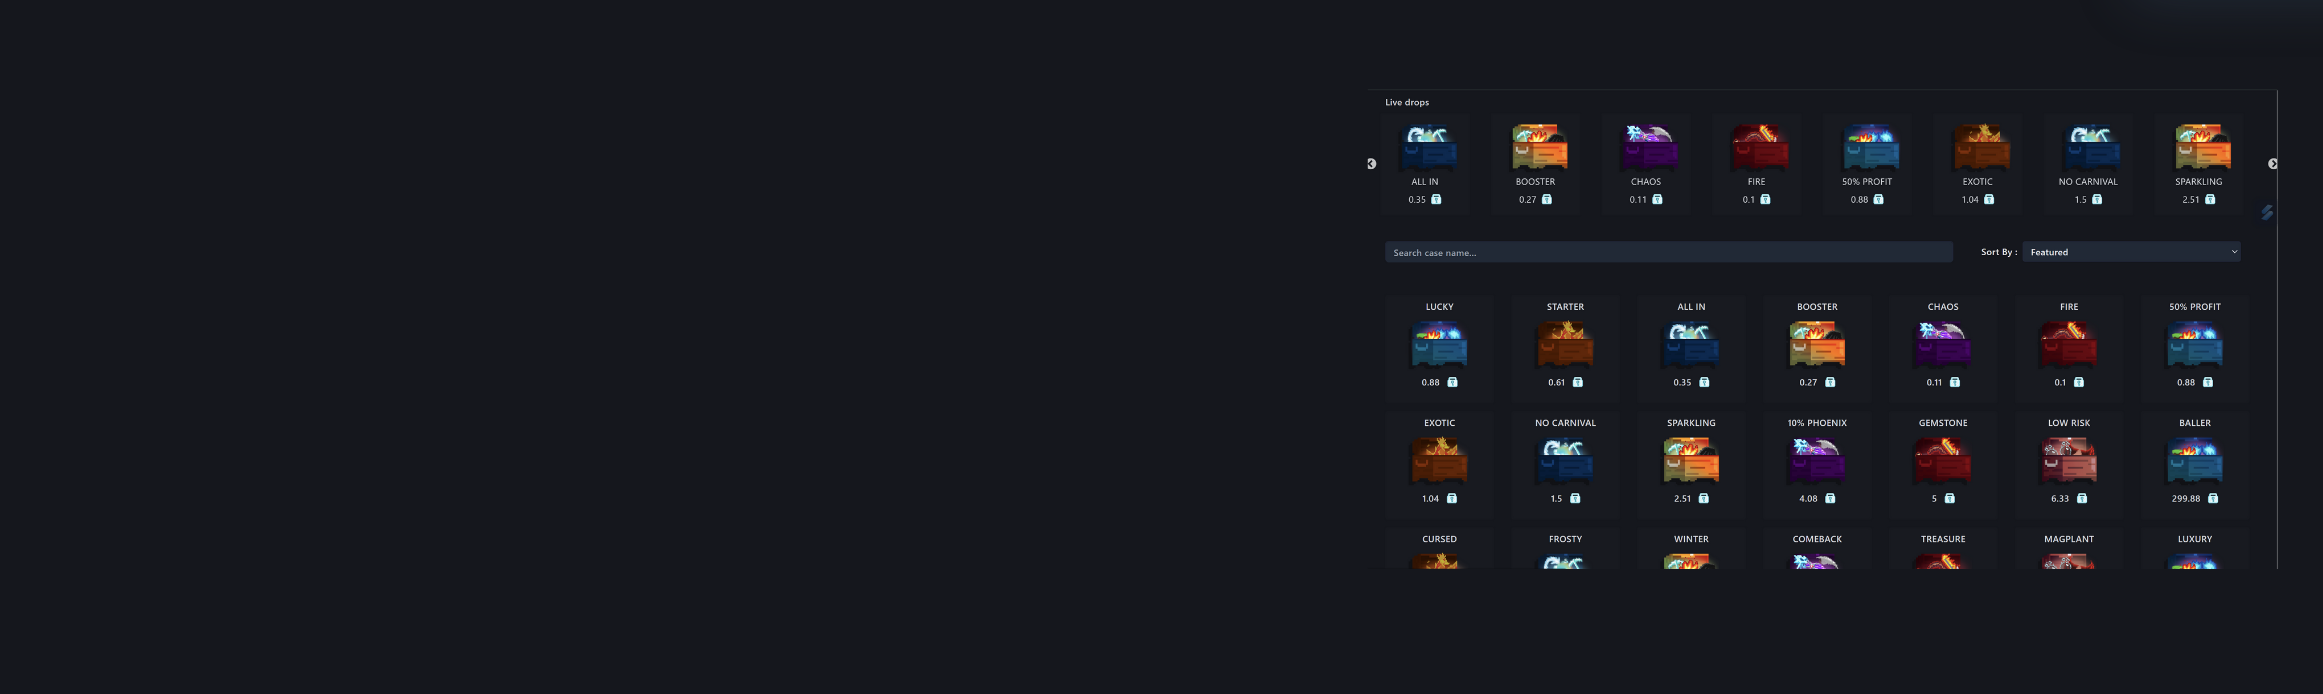 Live drops
ALL IN BOOSTER CHAOS FIRE 50% PROFIT EXOTIC NO CARNIVAL SPARKLING
0.35 0.27 0.11 0.1 0.88 1.04 1.5 2.51
Search case name... Sort By : Featured
LUCKY STARTER ALL IN BOOSTER CHAOS FIRE 50% PROFIT
0.88 0.61 0.35 0.27 0.11 0.1 0.88
EXOTIC NO CARNIVAL SPARKLING 10% PHOENIX GEMSTONE LOW RISK BALLER
1.04 1.5 2.51 4.08 5 6.33 299.88
CURSED FROSTY WINTER COMEBACK TREASURE MAGPLANT LUXURY